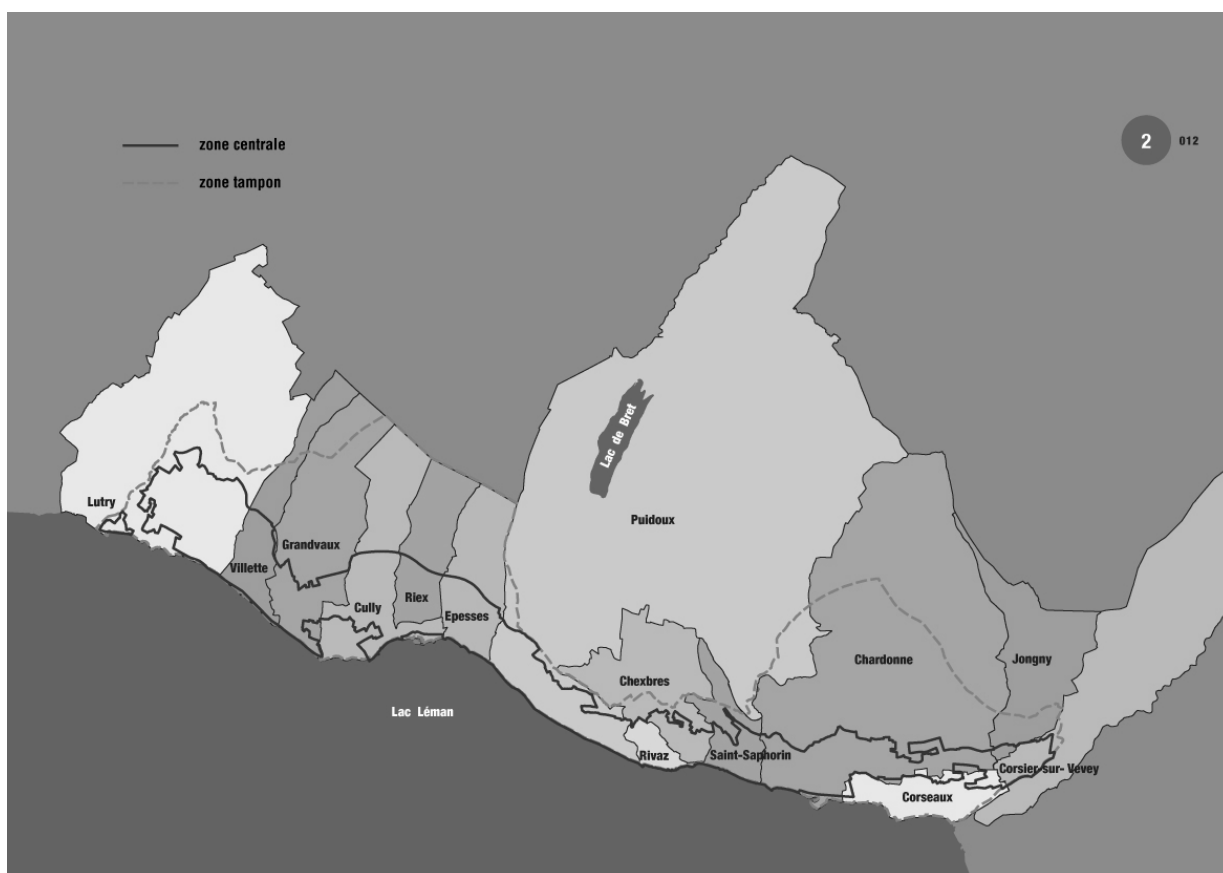 zone centrale
2 012
zone tampon
Lac de Bret
Lutry
Puidoux
Grandvaux
Villette
Riex
Cully
Epesses
Chardonne
Jongny
Chexbres
Lac Léman
Rivaz
Saint-Saphorin
Corsier-sur- Vevey
Corseaux